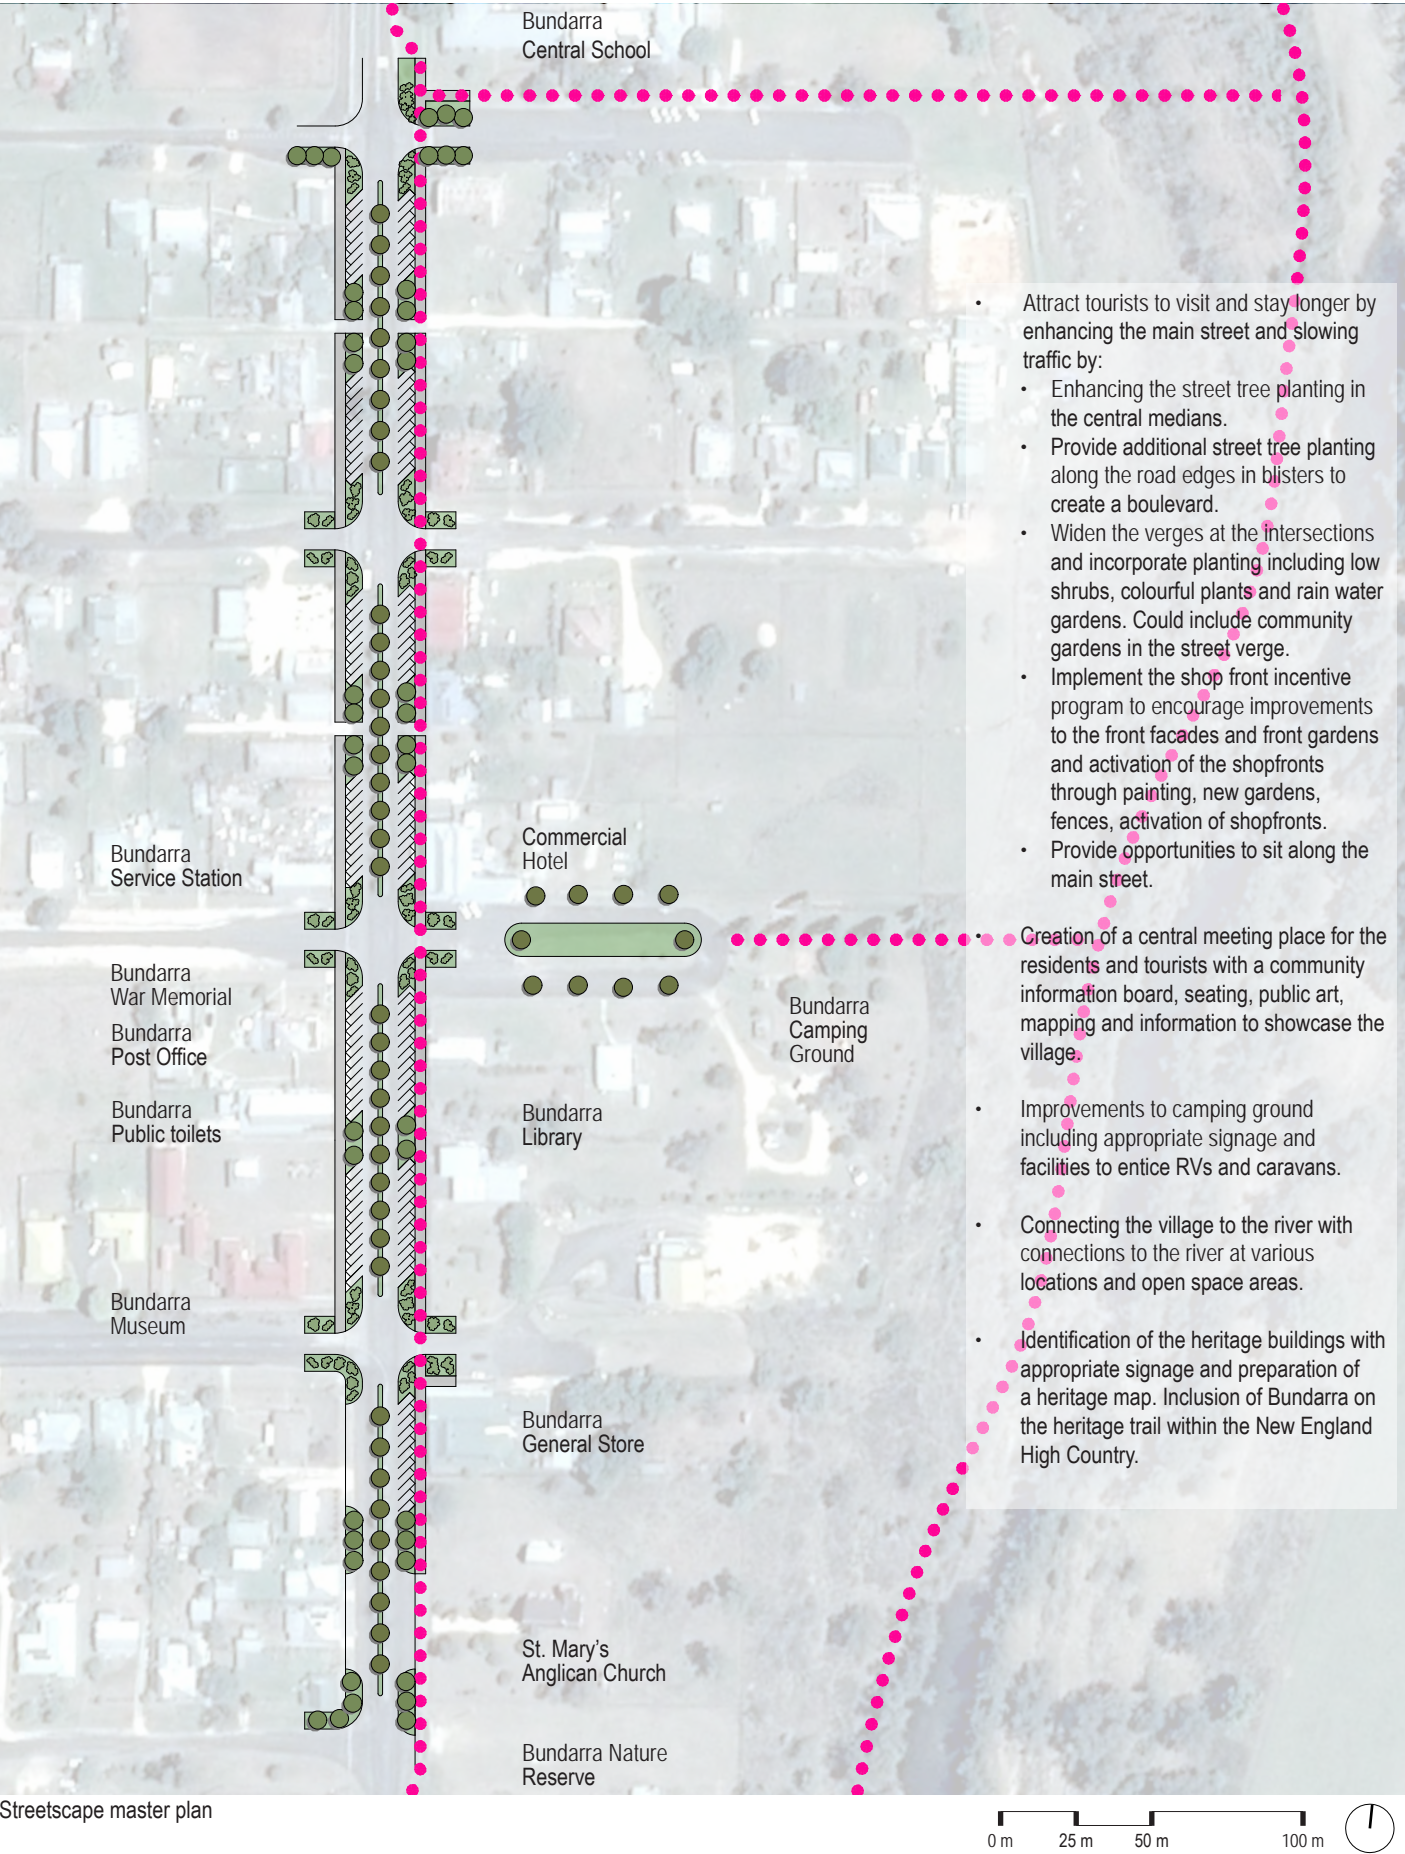 Bundarra
Central School
• Attract tourists to visit and stay longer by
enhancing the main street and slowing
traffic by:
• Enhancing the street tree planting in
the central medians.
• Provide additional street tree planting
along the road edges in blisters to
create a boulevard.
• Widen the verges at the intersections
and incorporate planting including low
shrubs, colourful plants and rain water
gardens. Could include community
gardens in the street verge.
• Implement the shop front incentive
program to encourage improvements
to the front facades and front gardens
and activation of the shopfronts
through painting, new gardens,
fences, activation of shopfronts.
• Provide opportunities to sit along the
main street.
• Creation of a central meeting place for the
residents and tourists with a community
information board, seating, public art,
mapping and information to showcase the
village.
• Improvements to camping ground
including appropriate signage and
facilities to entice RVs and caravans.
• Connecting the village to the river with
connections to the river at various
locations and open space areas.
• Identification of the heritage buildings with
appropriate signage and preparation of
a heritage map. Inclusion of Bundarra on
the heritage trail within the New England
High Country.
Commercial
Hotel
Bundarra
Service Station
Bundarra
War Memorial
Bundarra
Post Office
Bundarra
Camping
Ground
Bundarra
Public toilets
Bundarra
Library
Bundarra
Museum
Bundarra
General Store
St. Mary's
Anglican Church
Bundarra Nature
Reserve
Streetscape master plan
0 m 25 m 50 m 100 m